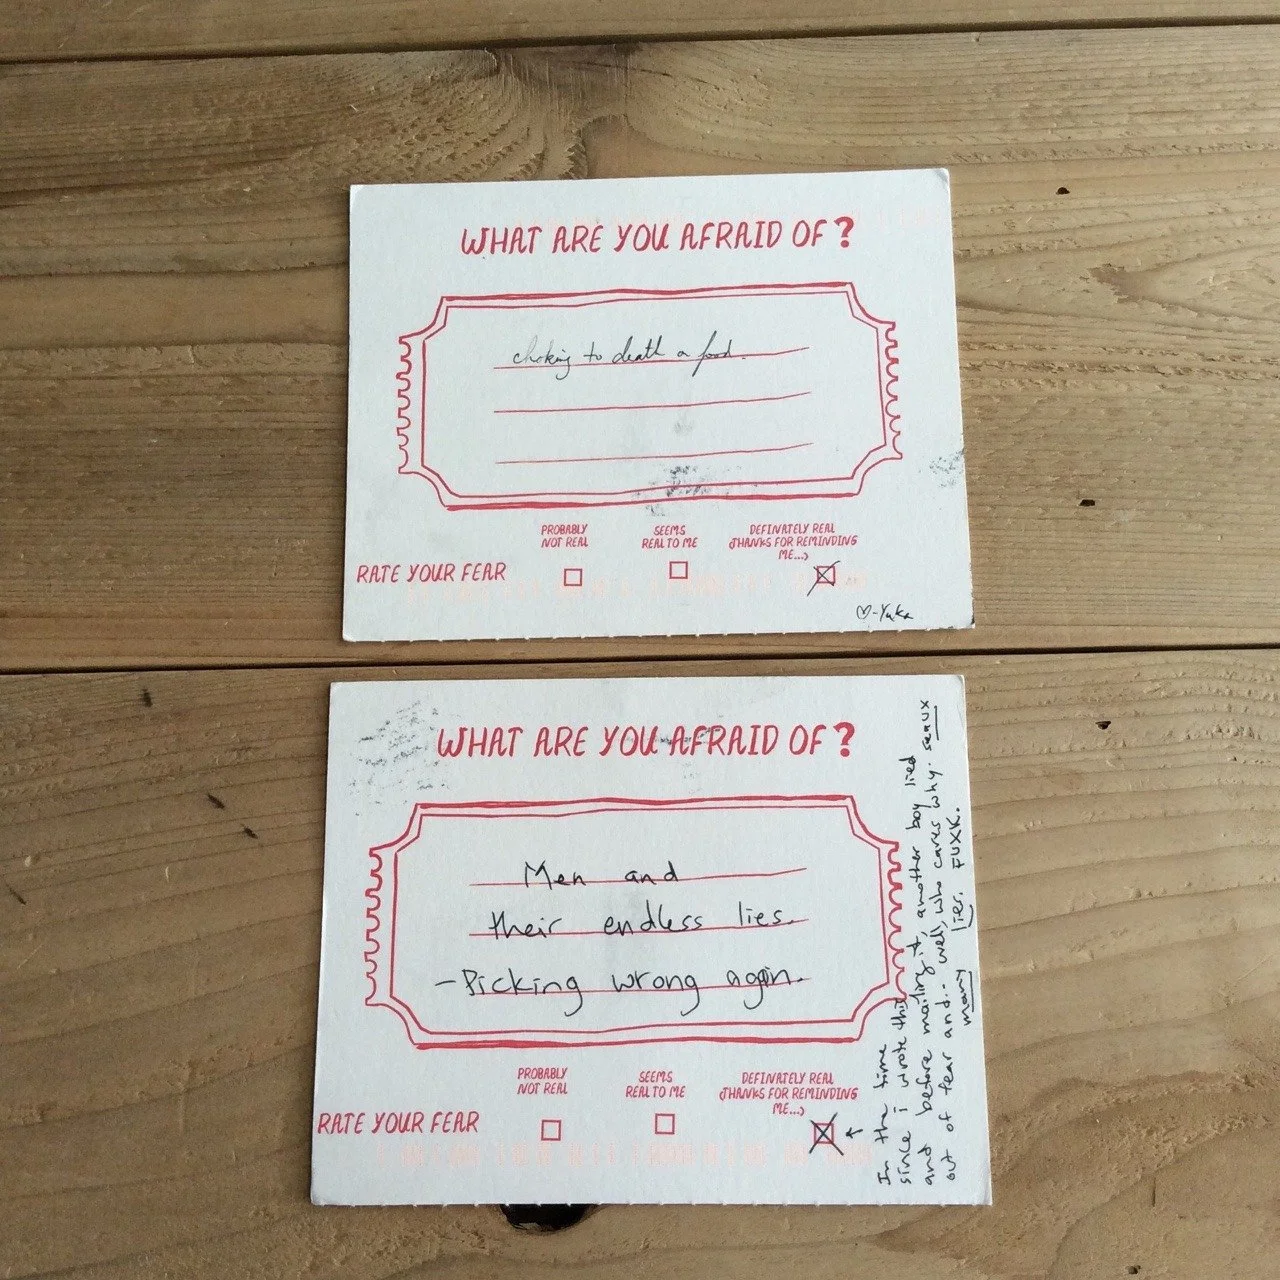 WHAT ARE YOU AFRAID OF?
choking to death a food.
PROBABLY
NOT REAL
SEEMS
REAL TO ME
DEFINATELY REAL
(THANKS FOR REMINDING
ME...)
RATE YOUR FEAR
♡-Yuka
WHAT ARE YOU AFRAID OF?
Men and
their endless lies.
-Picking wrong again.
PROBABLY
NOT REAL
SEEMS
REAL TO ME
DEFINATELY REAL
(THANKS FOR REMINDING
ME...)
RATE YOUR FEAR
In the time
since i wrote this
and before mailing it, another boy lied
out of fear and.- well, who cares why.
many lier. FUXK.